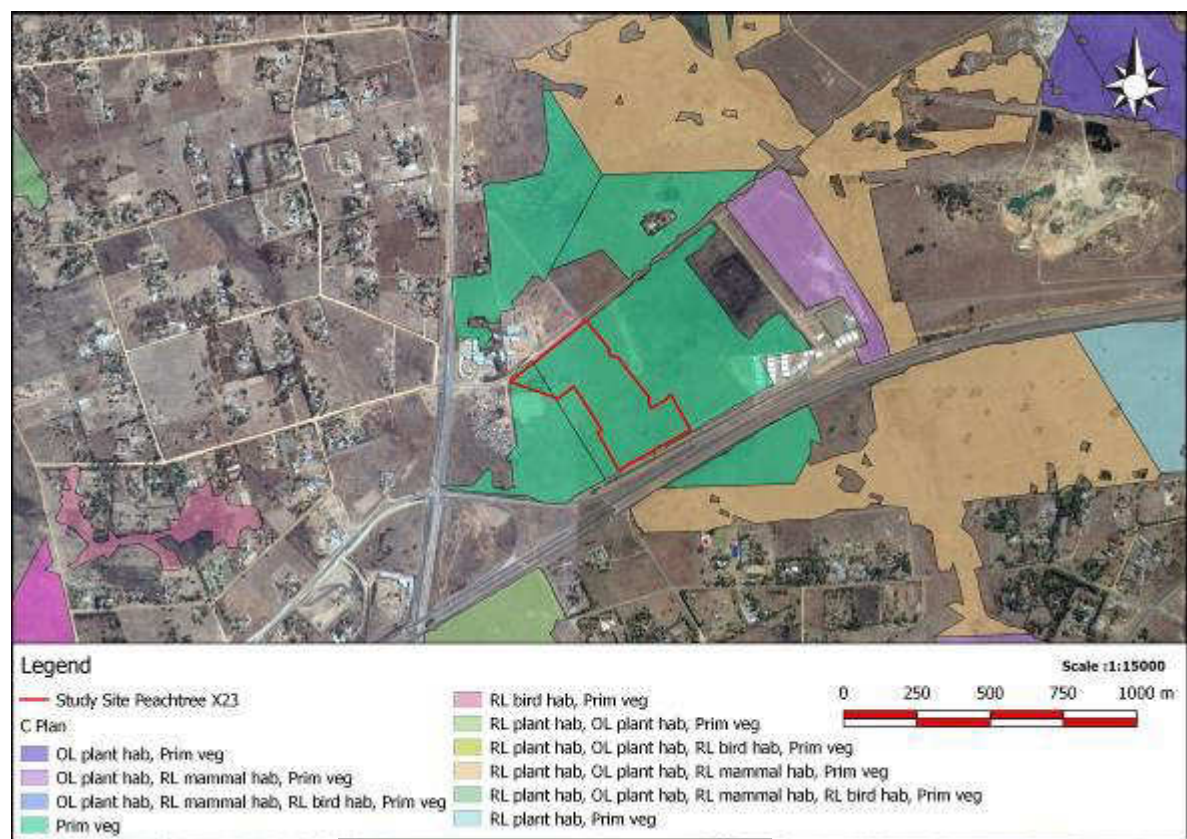 Legend
Study Site Peachtree X23
C Plan
OL plant hab, Prim veg
OL plant hab, RL mammal hab, Prim veg
OL plant hab, RL mammal hab, RL bird hab, Prim veg
Prim veg
RL bird hab, Prim veg
RL plant hab, OL plant hab, Prim veg
RL plant hab, OL plant hab, RL bird hab, Prim veg
RL plant hab, OL plant hab, RL mammal hab, Prim veg
RL plant hab, OL plant hab, RL mammal hab, RL bird hab, Prim veg
RL plant hab, Prim veg
Scale :1:15000
0 250 500 750 1000 m